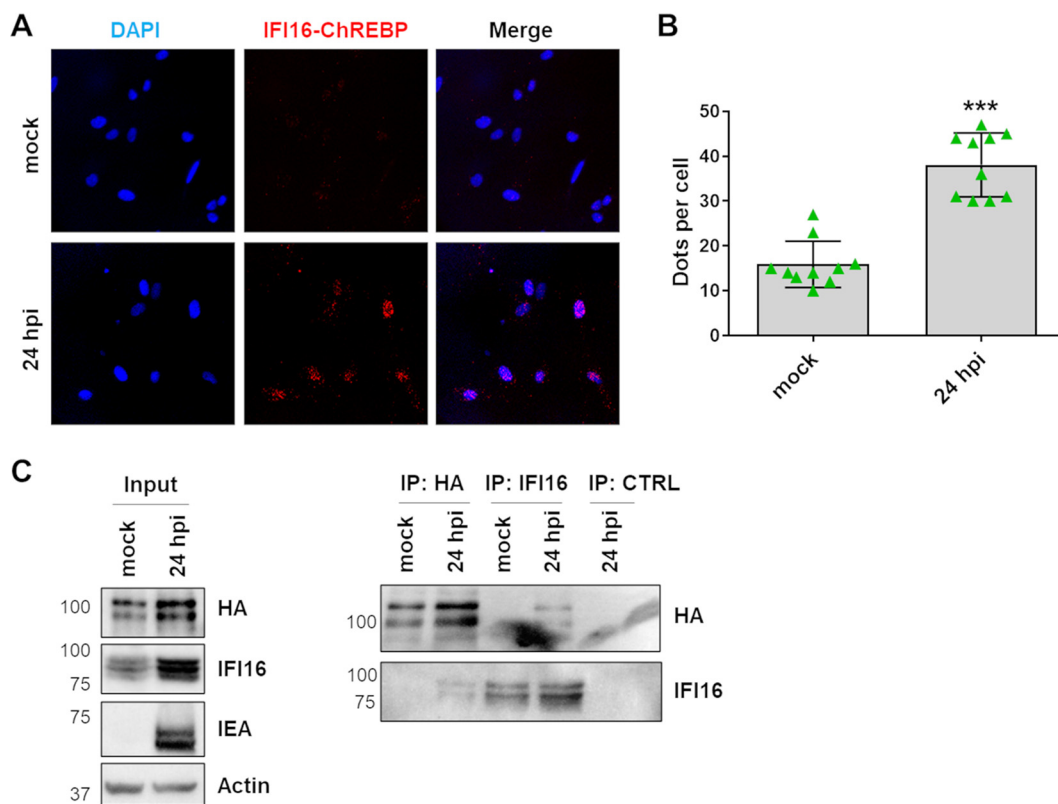 A
DAPI IFI16-ChREBP Merge
mock
24 hpi
B
***
Dots per cell
50
40
30
20
10
0
mock 24 hpi
C
Input
mock 24 hpi
100 HA
100 IFI16
75
75 IEA
37 Actin
IP: HA IP: IFI16 IP: CTRL
mock 24 hpi mock 24 hpi mock 24 hpi
100 HA
100 IFI16
75